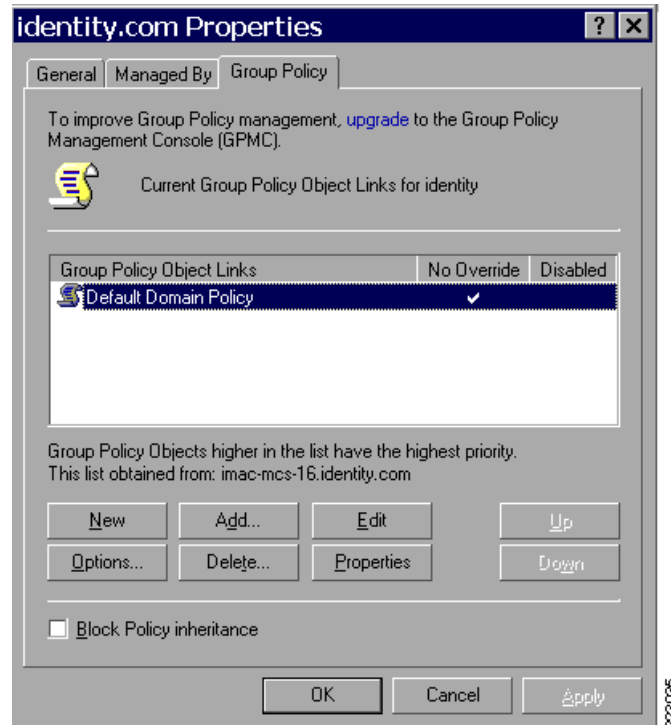 identity.com Properties
? X
General Managed By Group Policy
To improve Group Policy management, upgrade to the Group Policy
Management Console (GPMC).
Current Group Policy Object Links for identity
Group Policy Object Links No Override Disabled
Default Domain Policy
Group Policy Objects higher in the list have the highest priority.
This list obtained from: imac-mcs-16.identity.com
New Add... Edit Up
Options... Delete... Properties Down
Block Policy inheritance
OK Cancel Apply